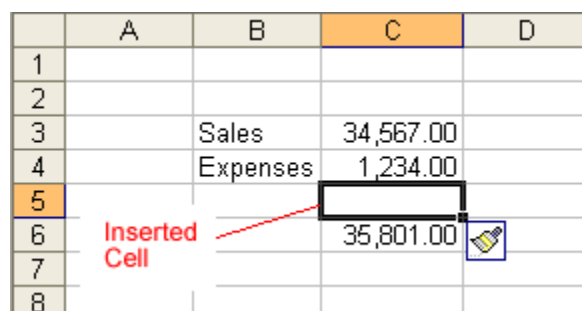 A B C D
1
2
3 Sales 34,567.00
4 Expenses 1,234.00
5
6 Inserted 35,801.00
7 Cell
8